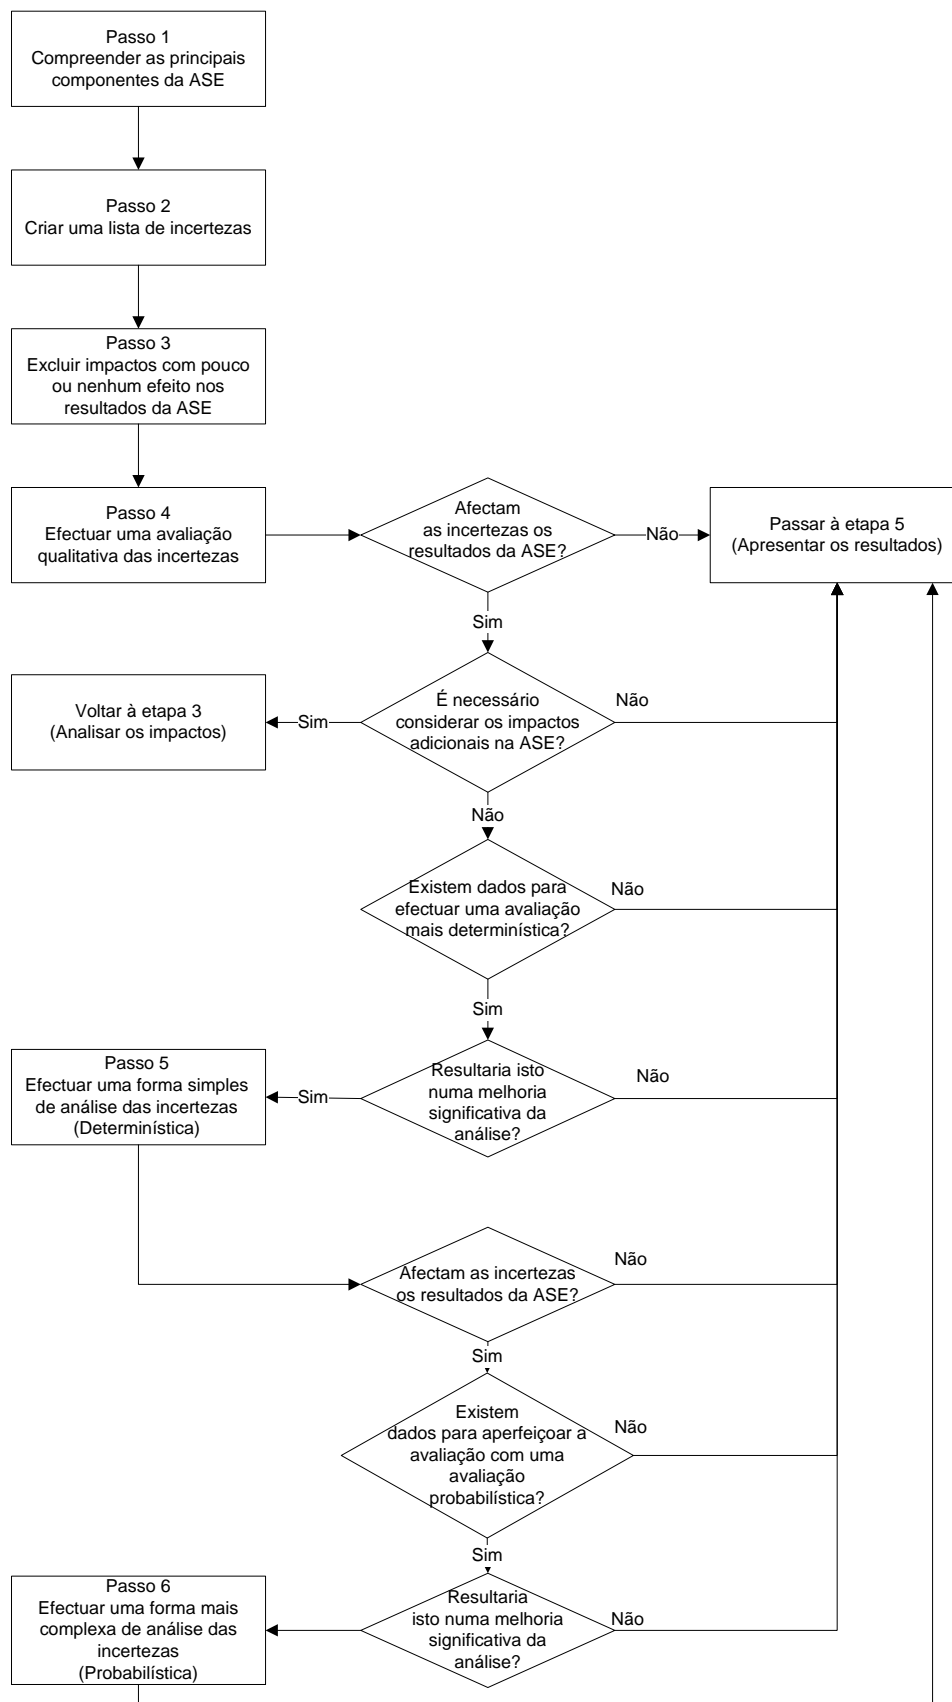 Passo 1
Compreender as principais
componentes da ASE
Passo 2
Criar uma lista de incertezas
Passo 3
Excluir impactos com pouco
ou nenhum efeito nos
resultados da ASE
Passo 4
Efectuar uma avaliação
qualitativa das incertezas
Afectam
as incertezas os
resultados da ASE?
Não
Passar à etapa 5
(Apresentar os resultados)
Sim
Voltar à etapa 3
(Analisar os impactos)
Sim
É necessário
considerar os impactos
adicionais na ASE?
Não
Não
Existem dados para
efectuar uma avaliação
mais determinística?
Não
Sim
Passo 5
Efectuar uma forma simples
de análise das incertezas
(Determinística)
Sim
Resultaria isto
numa melhoria
significativa da
análise?
Não
Afectam as incertezas
os resultados da ASE?
Não
Sim
Existem
dados para aperfeiçoar a
avaliação com uma
avaliação
probabilística?
Não
Sim
Passo 6
Efectuar uma forma mais
complexa de análise das
incertezas
(Probabilística)
Resultaria
isto numa melhoria
significativa da
análise?
Não